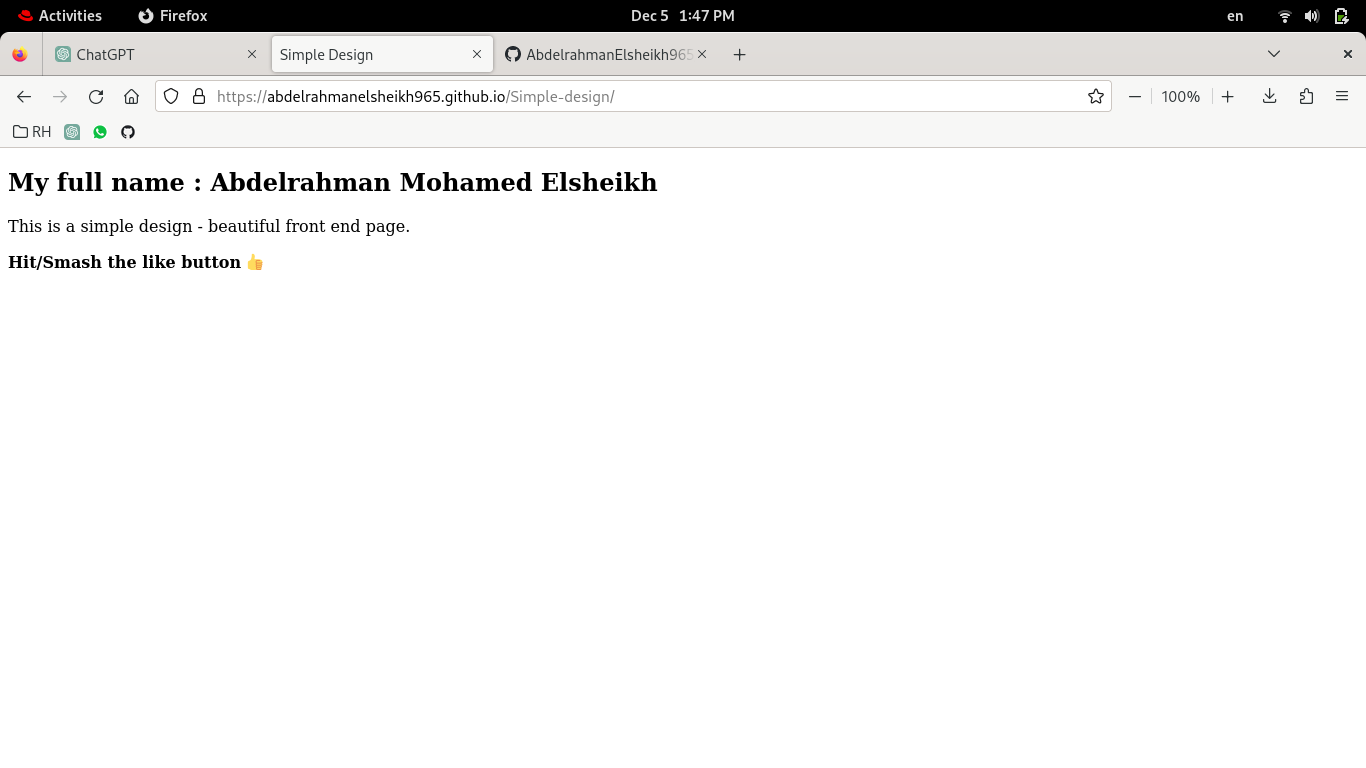 Activities Firefox Dec 5 1:47 PM en
ChatGPT Simple Design AbdelrahmanElsheikh965
https://abdelrahmanelsheikh965.github.io/Simple-design/ 100%
RH
My full name : Abdelrahman Mohamed Elsheikh
This is a simple design - beautiful front end page.
Hit/Smash the like button 👍